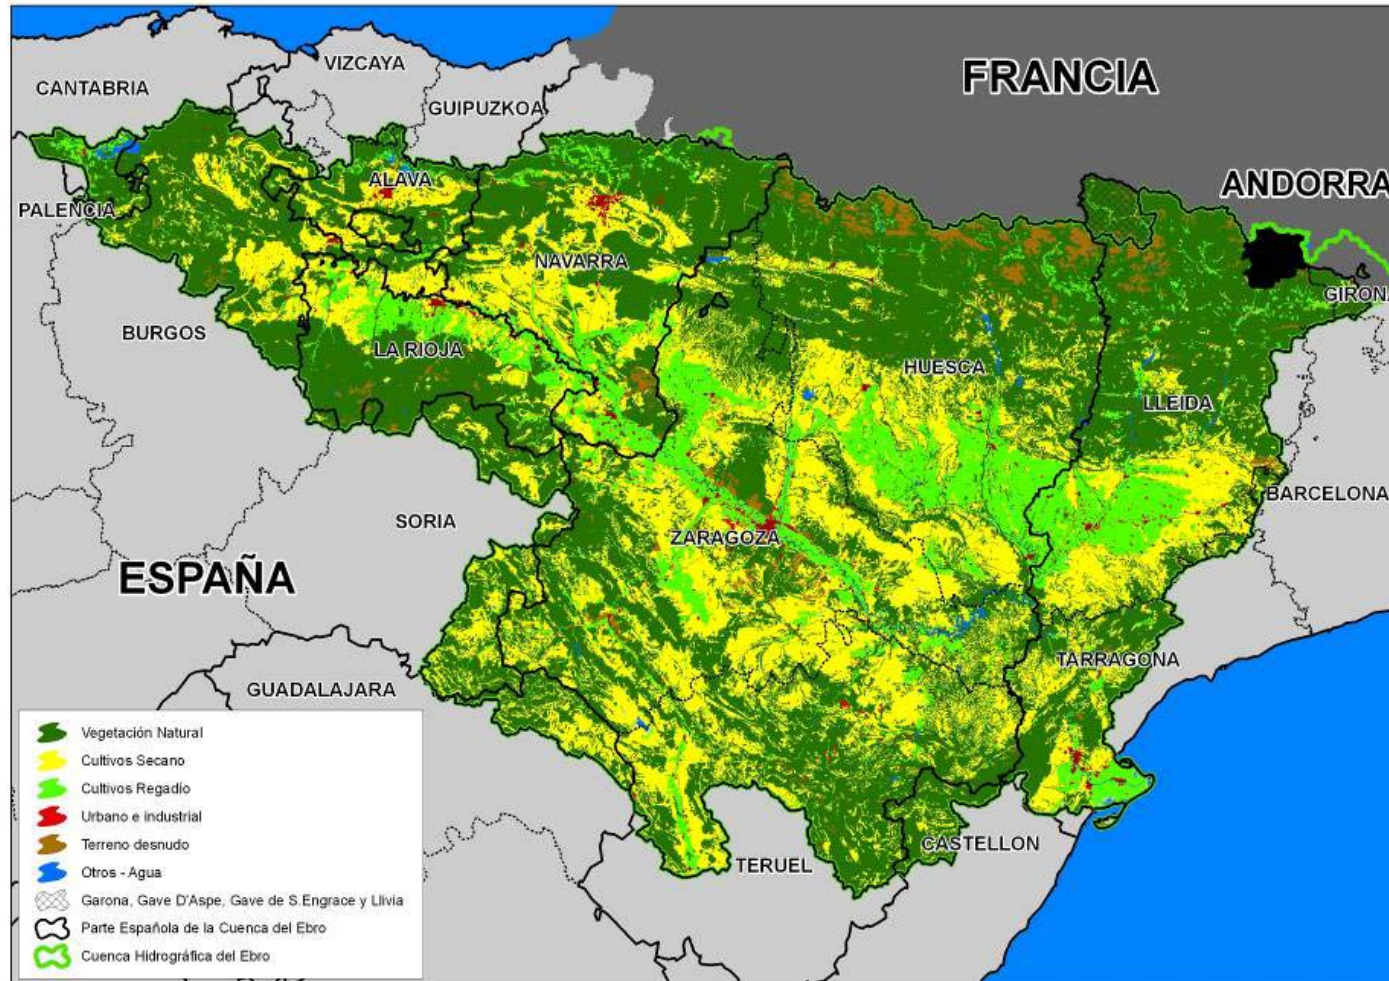 VIZCAYA
CANTABRIA
GUIPUZKOA
FRANCIA
ALAVA
ANDORRA
PALENCIA
NAVARRA
GIRON
BURGOS
LA RIOJA
HUESCA
LLEIDA
BARCELONA
SORIA
ZARAGOZA
ESPAÑA
TARRAGONA
GUADALAJARA
CASTELLON
TERUEL
Vegetación Natural
Cultivos Secano
Cultivos Regadío
Urbano e industrial
Terreno desnudo
Otros - Agua
Garona, Gave D'Aspe, Gave de S.Engrace y Llivia
Parte Española de la Cuenca del Ebro
Cuenca Hidrográfica del Ebro